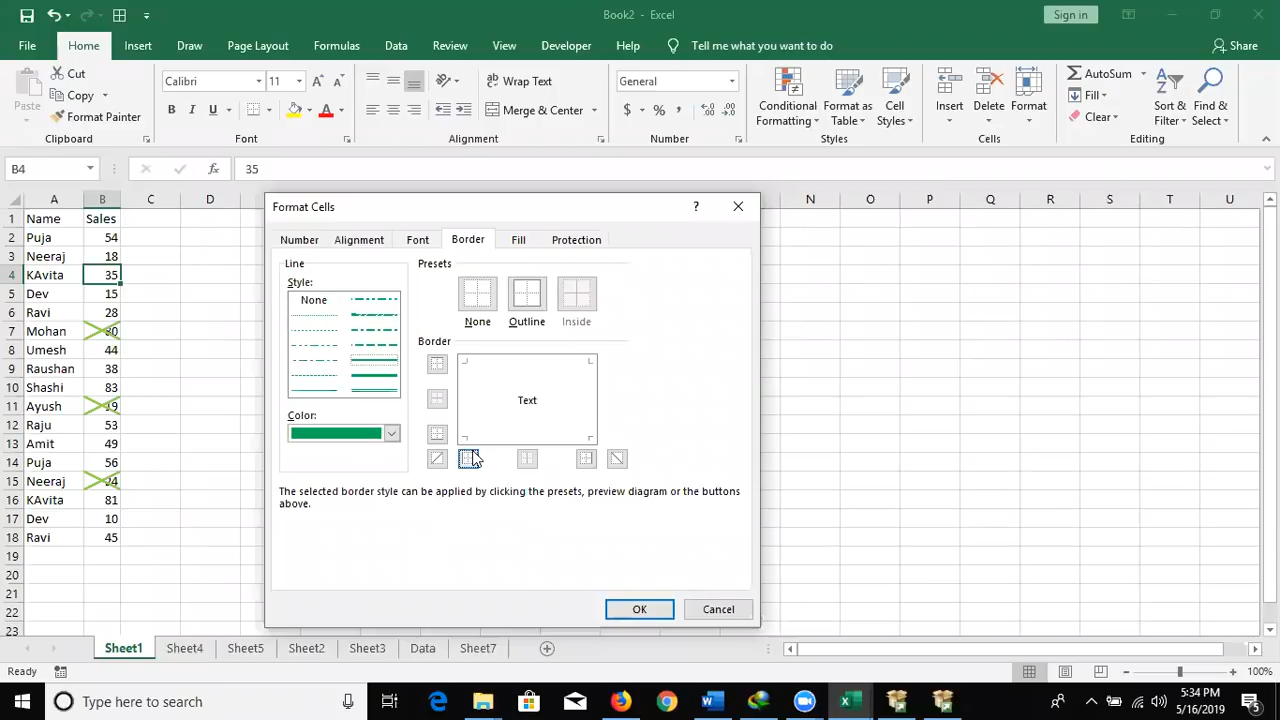 Book2 - Excel
Sign in
File Home Insert Draw Page Layout Formulas Data Review View Developer Help Tell me what you want to do Share
Paste
Cut
Copy
Format Painter
Clipboard
Calibri 11
B I U
Font
Wrap Text
Merge & Center
Alignment
General
$ % ,
Number
Conditional Formatting
Format as Table
Cell Styles
Styles
Insert
Delete
Format
Cells
AutoSum
Fill
Clear
Sort & Filter
Find & Select
Editing
B4 fx 35
A B C D N O P Q R S T U
1 Name Sales
2 Puja 54
3 Neeraj 18
4 KAvita 35
5 Dev 15
6 Ravi 28
7 Mohan
8 Umesh 44
9 Raushan 38
10 Shashi 83
11 Ayush
12 Raju 53
13 Amit 49
14 Puja 56
15 Neeraj
16 KAvita 81
17 Dev 10
18 Ravi 45
19
20
21
22
23
Format Cells ?
Number Alignment Font Border Fill Protection
Line
Style:
None
Color:
Presets
None Outline Inside
Border
Text
The selected border style can be applied by clicking the presets, preview diagram or the buttons
above.
OK Cancel
Sheet1 Sheet4 Sheet5 Sheet2 Sheet3 Data Sheet7
Ready 100%
Type here to search
5:34 PM
5/16/2019
5